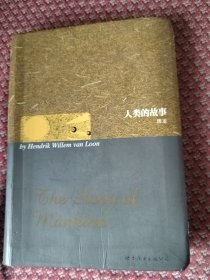 人类的故事
by Hendrik Willem van Loon
The Story of
Mankind